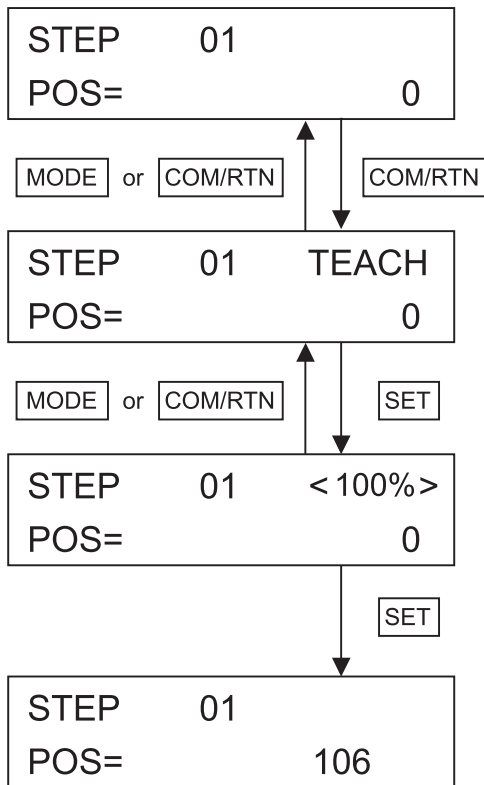 STEP 01
POS= 0
MODE or COM/RTN COM/RTN
STEP 01 TEACH
POS= 0
MODE or COM/RTN SET
STEP 01 <100%>
POS= 0
SET
STEP 01
POS= 106